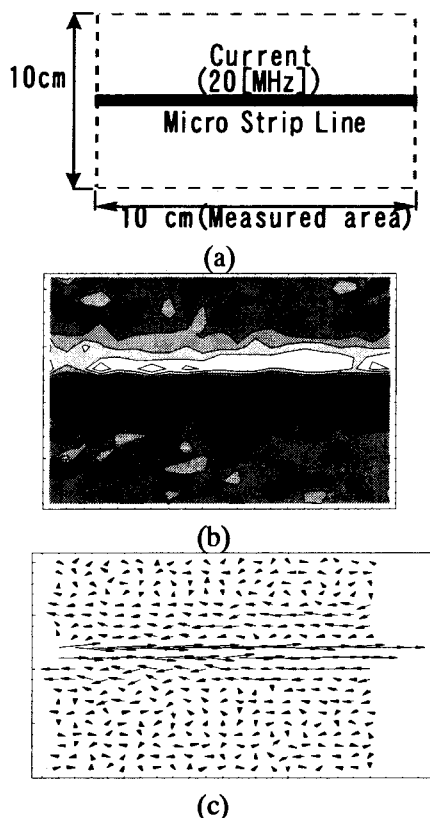 10cm
Current
(20[MHz])
Micro Strip Line
10 cm(Measured area)
(a)
(b)
(c)